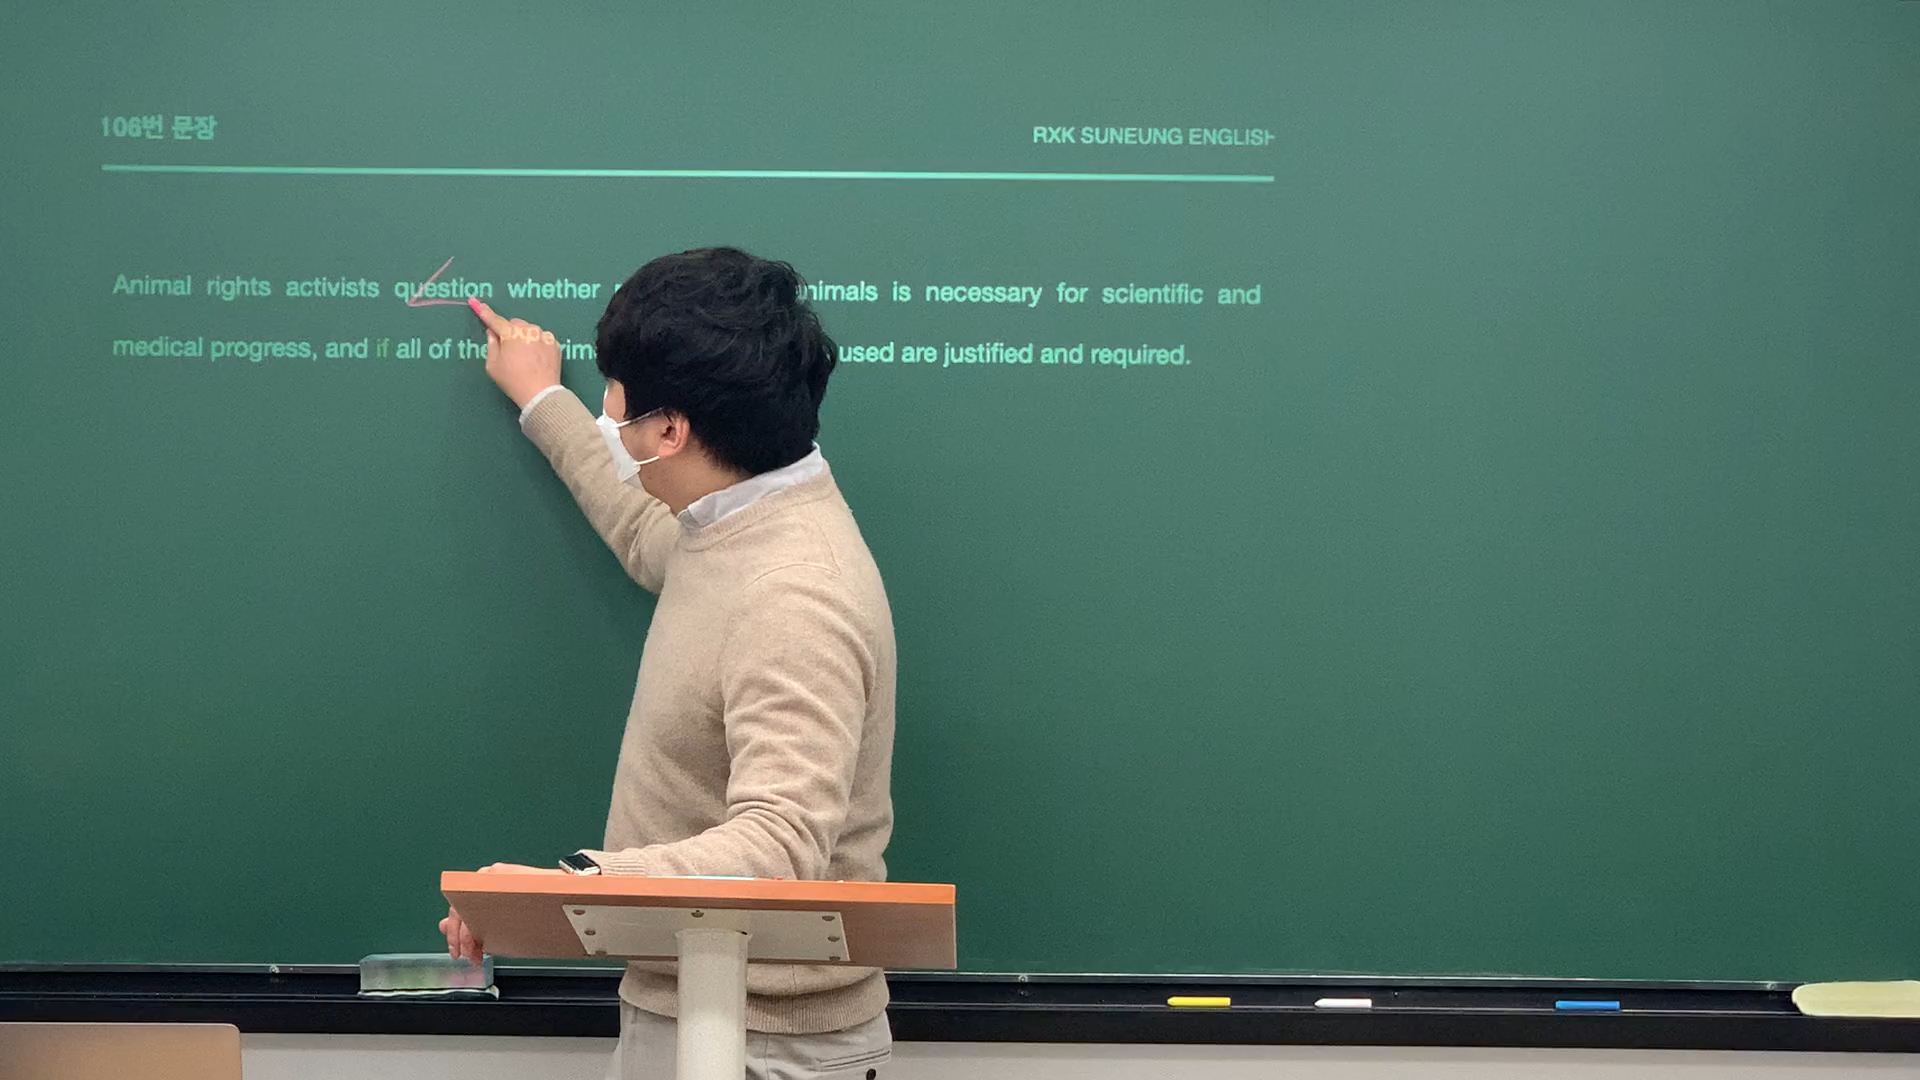 106번 문장
RXK SUNEUNG ENGLISH
Animal rights activists question whether nimals is necessary for scientific and
medical progress, and if all of the experim used are justified and required.